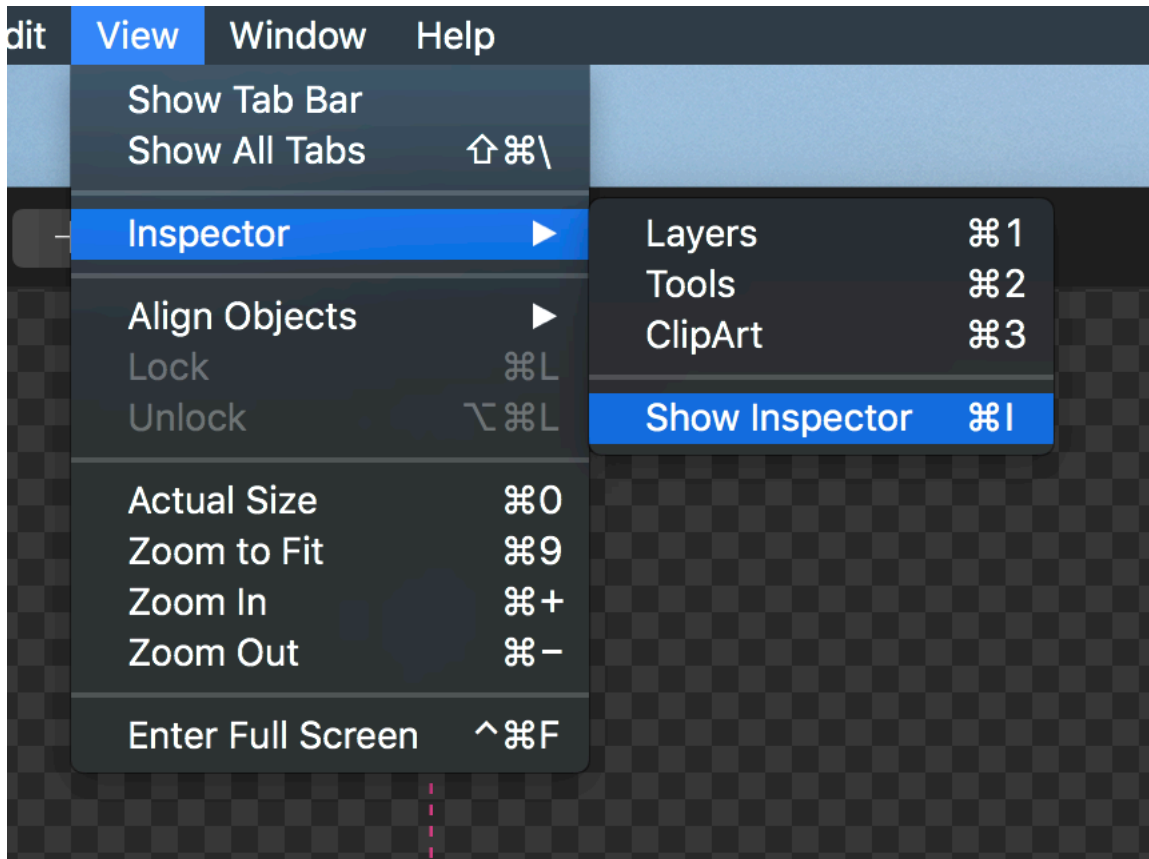 dit View Window Help
Show Tab Bar
Show All Tabs ⇧⌘\
Inspector ▶
Layers ⌘1
Tools ⌘2
ClipArt ⌘3
Show Inspector ⌘I
Align Objects ▶
Lock ⌘L
Unlock ⌥⌘L
Actual Size ⌘0
Zoom to Fit ⌘9
Zoom In ⌘+
Zoom Out ⌘−
Enter Full Screen ^⌘F